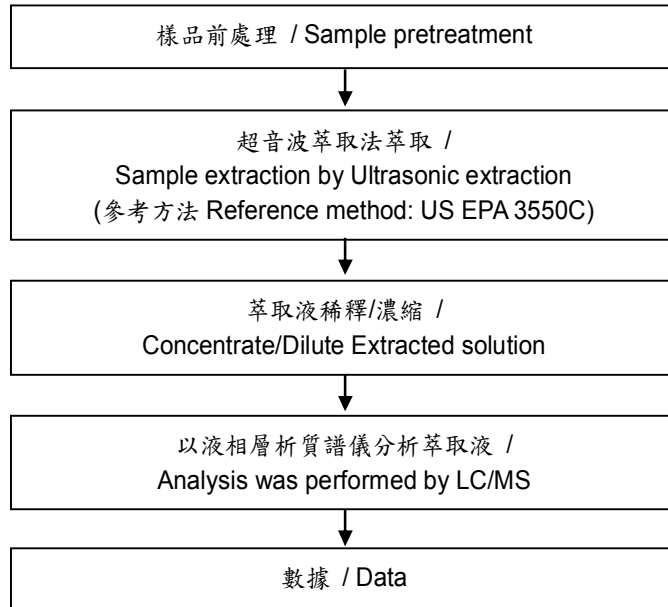 樣品前處理 / Sample pretreatment
超音波萃取法萃取 /
Sample extraction by Ultrasonic extraction
(參考方法 Reference method: US EPA 3550C)
萃取液稀釋/濃縮 /
Concentrate/Dilute Extracted solution
以液相層析質譜儀分析萃取液 /
Analysis was performed by LC/MS
數據 / Data